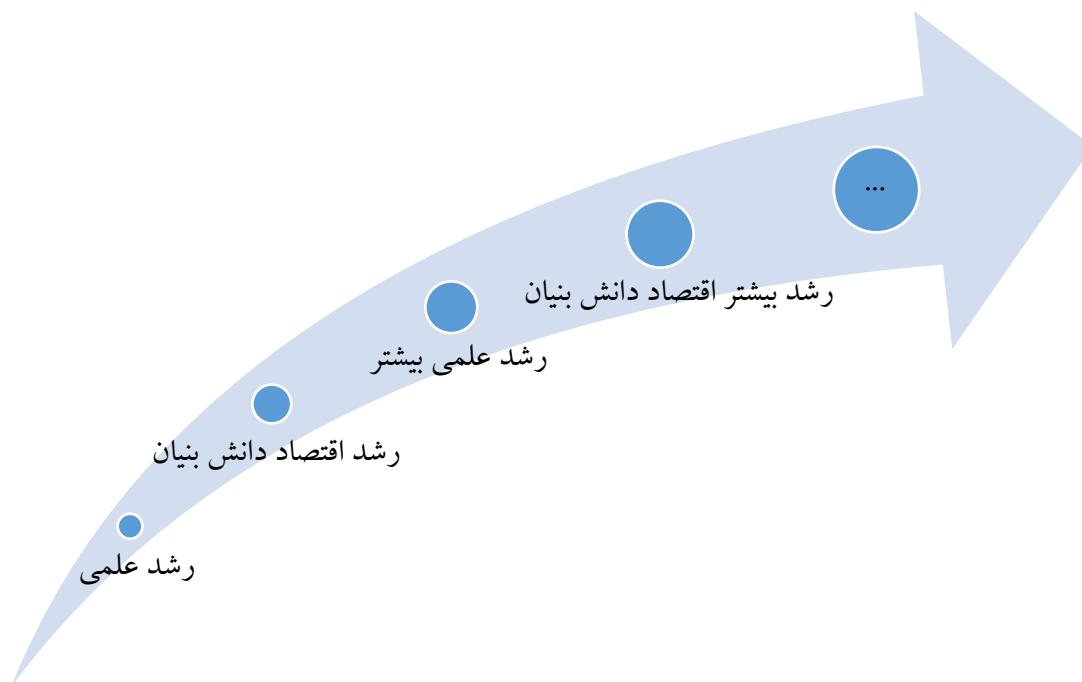 رشد علمی
رشد اقتصاد دانش بنیان
رشد علمی بیشتر
رشد بیشتر اقتصاد دانش بنیان
...